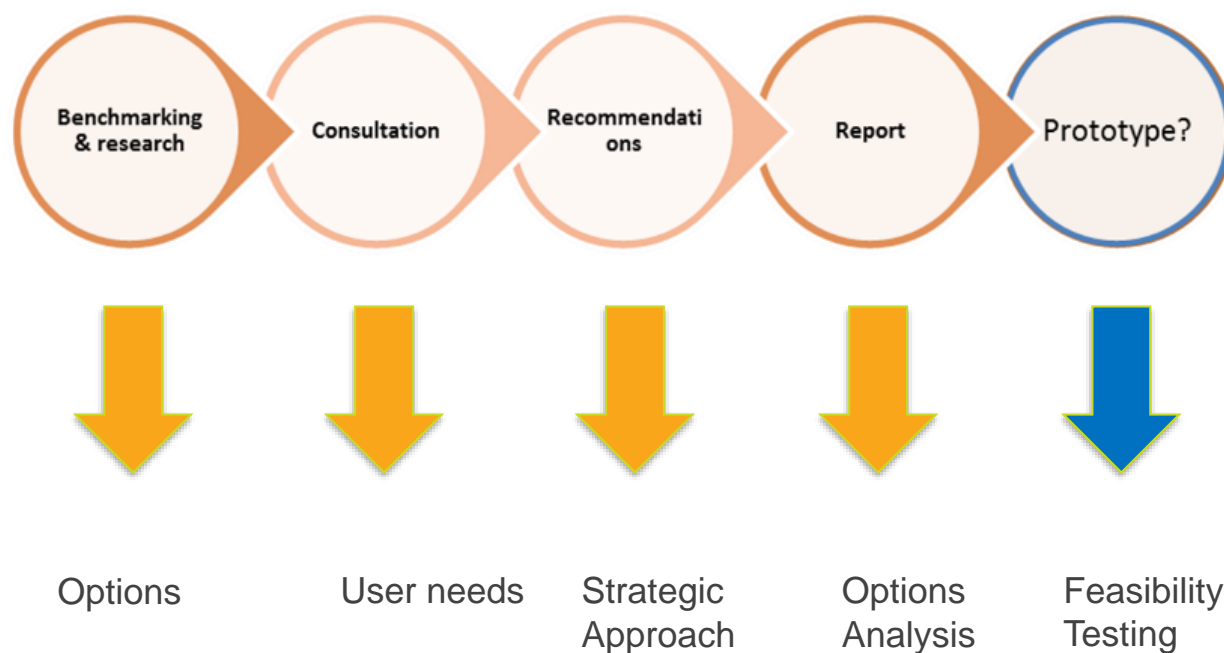 Benchmarking
& research
Consultation
Recommendati
ons
Report
Prototype?
Options
User needs
Strategic
Approach
Options
Analysis
Feasibility
Testing